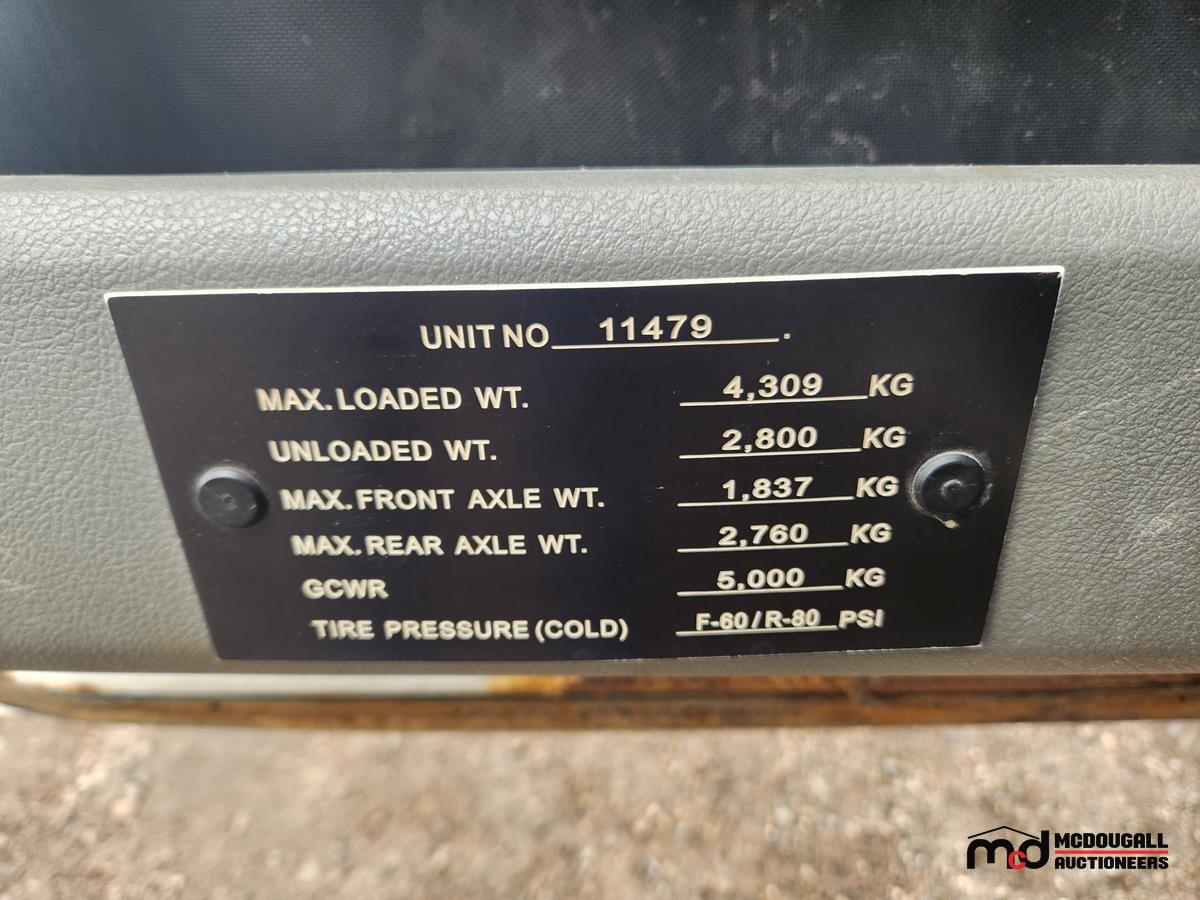 UNIT NO 11479.
MAX. LOADED WT. 4,309 KG
UNLOADED WT. 2,800 KG
MAX. FRONT AXLE WT. 1,837 KG
MAX. REAR AXLE WT. 2,760 KG
GCWR 5,000 KG
TIRE PRESSURE (COLD) F-60/R-80 PSI
mcd MCDOUGALL
AUCTIONEERS